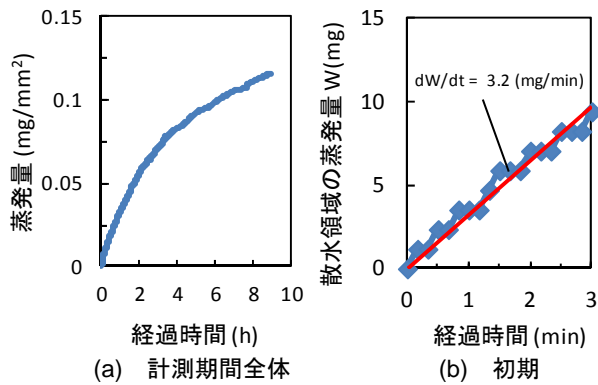 蒸発量 (mg/mm²)
0.15
0.1
0.05
0
0
2
4
6
8
10
経過時間 (h)
(a) 計測期間全体
散水領域の蒸発量 W(mg)
15
10
5
0
dW/dt = 3.2 (mg/min)
0
1
2
3
経過時間 (min)
(b) 初期